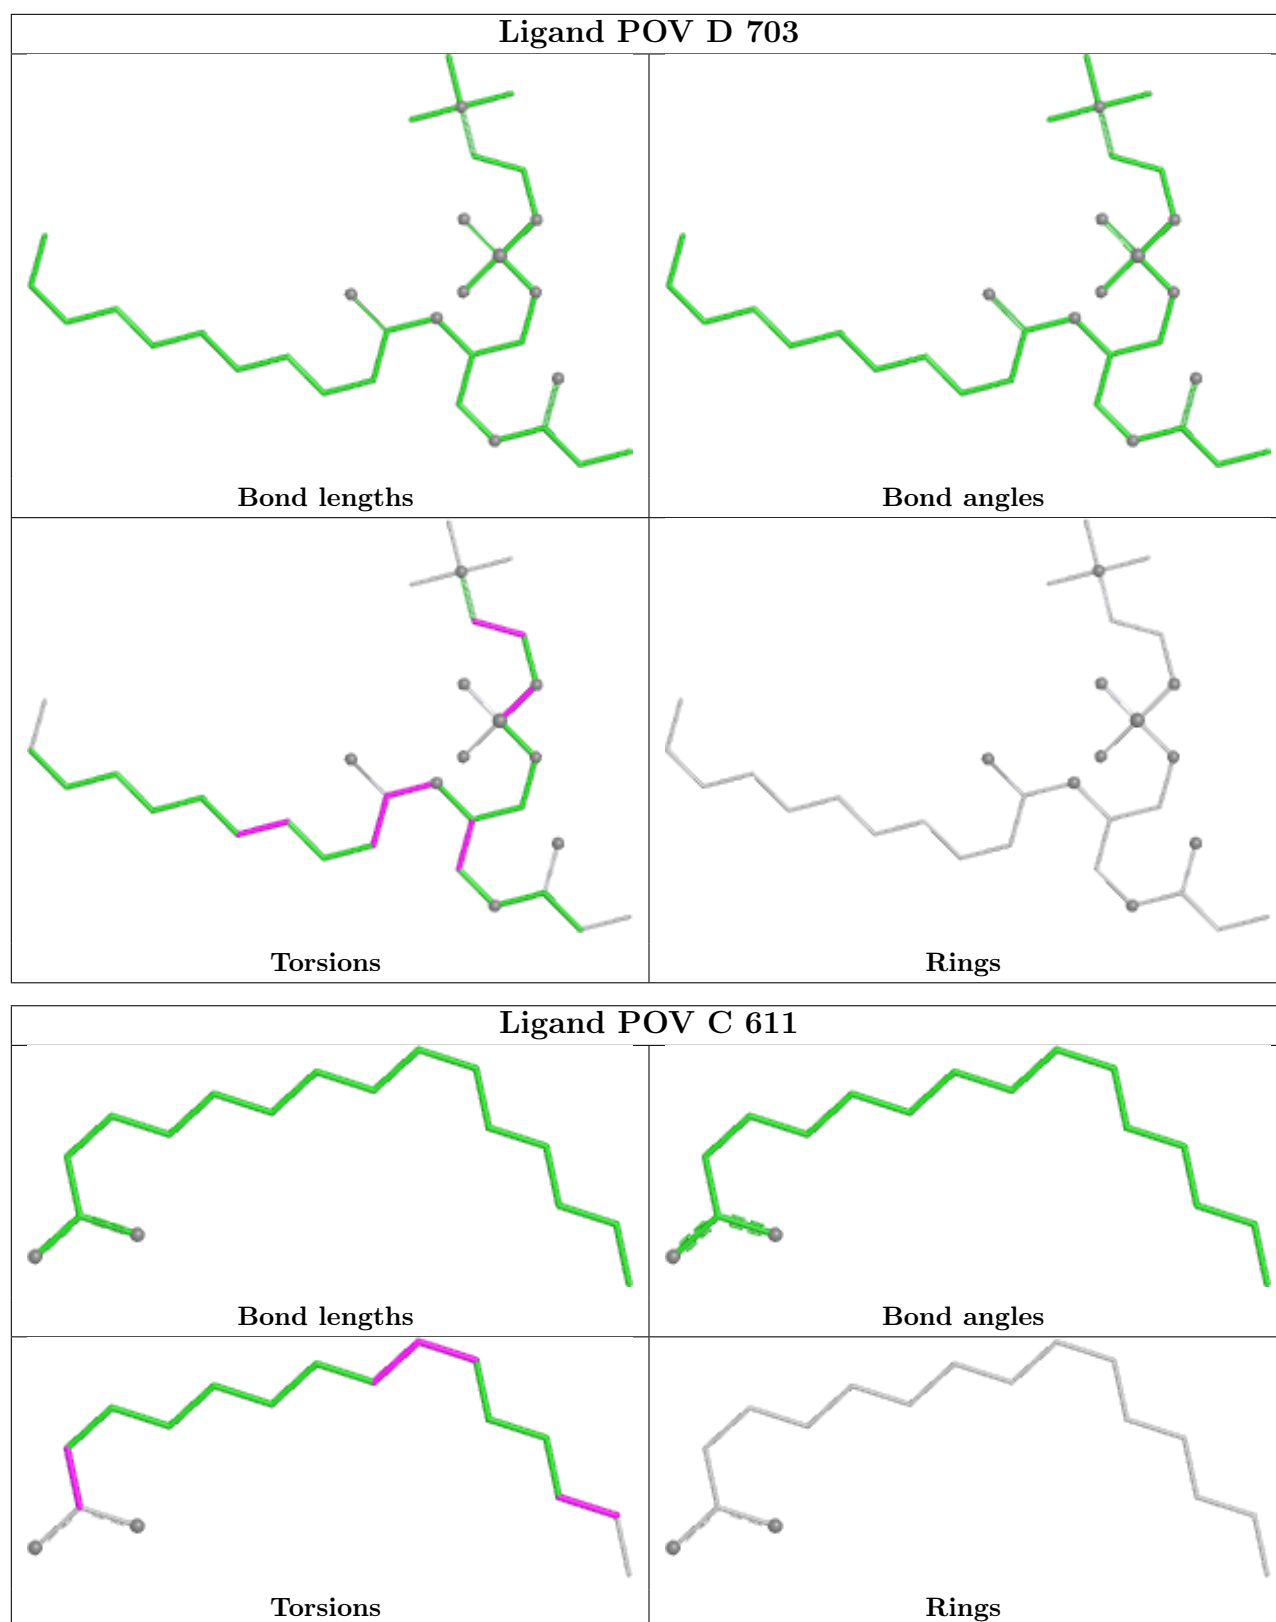 Ligand POV D 703
Bond lengths
Bond angles
Torsions
Rings
Ligand POV C 611
Bond lengths
Bond angles
Torsions
Rings